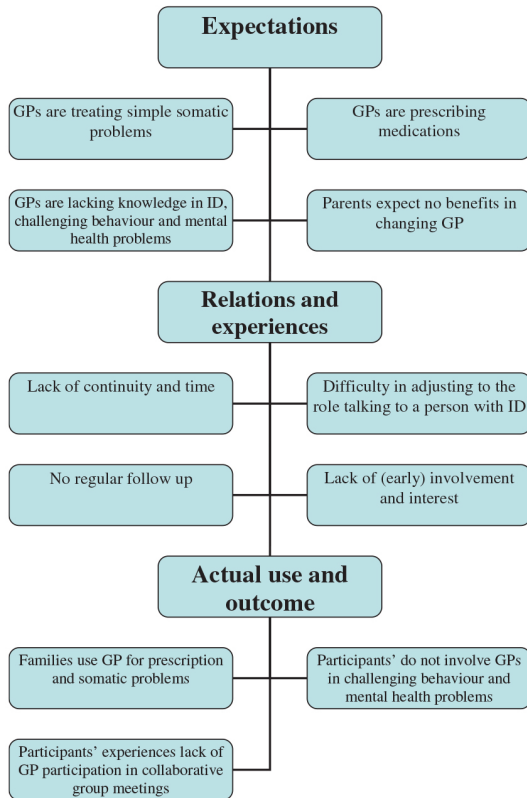 Expectations
GPs are treating simple somatic
problems
GPs are prescribing
medications
GPs are lacking knowledge in ID,
challenging behaviour and mental
health problems
Parents expect no benefits in
changing GP
Relations and
experiences
Lack of continuity and time
Difficulty in adjusting to the
role talking to a person with ID
No regular follow up
Lack of (early) involvement
and interest
Actual use and
outcome
Families use GP for prescription
and somatic problems
Participants’ do not involve GPs
in challenging behaviour and
mental health problems
Participants’ experiences lack of
GP participation in collaborative
group meetings